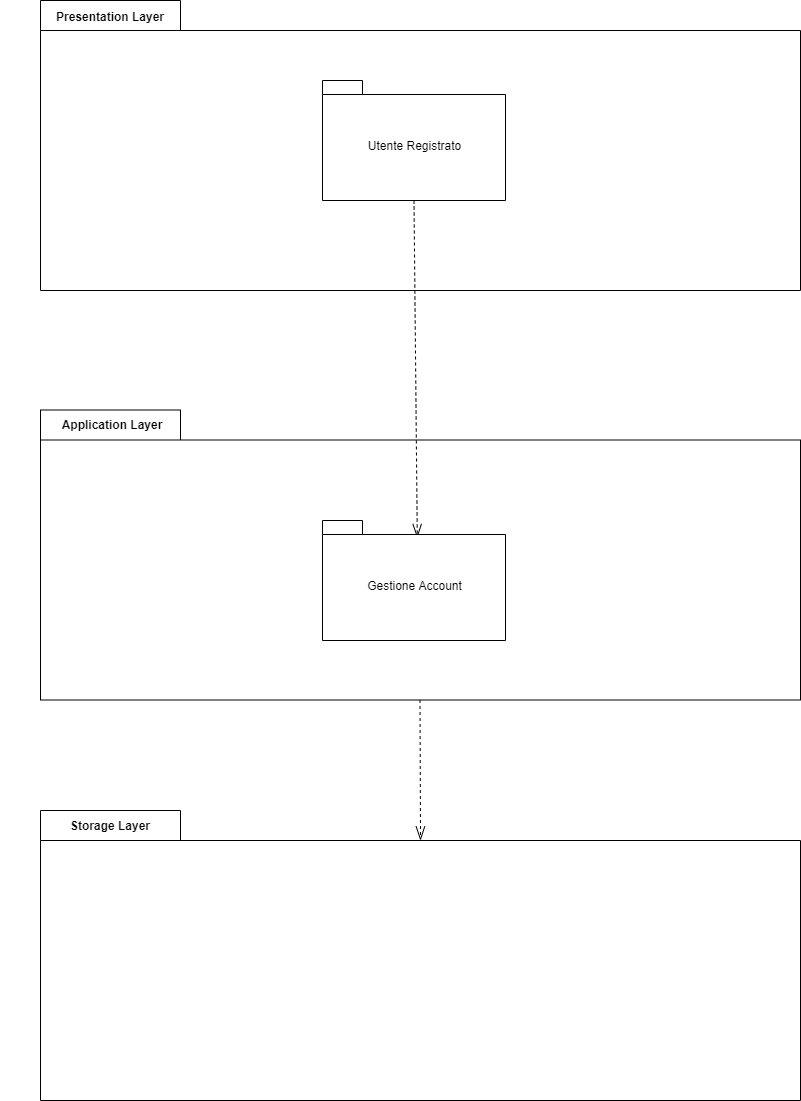 Presentation Layer
Utente Registrato
Application Layer
Gestione Account
Storage Layer